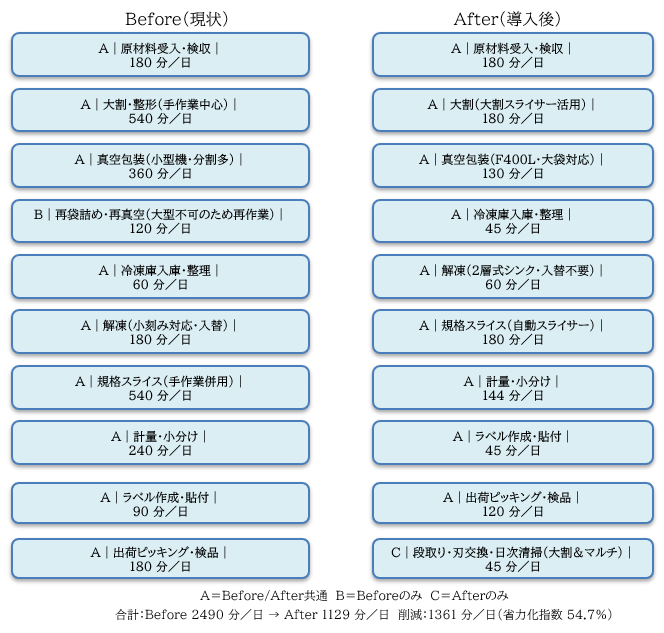 Before(現状)
A｜原材料受入・検収｜
180 分／日
A｜大割・整形(手作業中心)｜
540 分／日
A｜真空包装(小型機・分割多)｜
360 分／日
B｜再袋詰め・再真空(大型不可のため再作業)｜
120 分／日
A｜冷凍庫入庫・整理｜
60 分／日
A｜解凍(小刻み対応・入替)｜
180 分／日
A｜規格スライス(手作業併用)｜
540 分／日
A｜計量・小分け｜
240 分／日
A｜ラベル作成・貼付｜
90 分／日
A｜出荷ピッキング・検品｜
180 分／日
After(導入後)
A｜原材料受入・検収｜
180 分／日
A｜大割(大割スライサー活用)｜
180 分／日
A｜真空包装(F400L・大袋対応)｜
130 分／日
A｜冷凍庫入庫・整理｜
45 分／日
A｜解凍(2層式シンク・入替不要)｜
60 分／日
A｜規格スライス(自動スライサー)｜
180 分／日
A｜計量・小分け｜
144 分／日
A｜ラベル作成・貼付｜
45 分／日
A｜出荷ピッキング・検品｜
120 分／日
C｜段取り・刃交換・日次清掃(大割＆マルチ)｜
45 分／日
A＝Before/After共通 B＝Beforeのみ C＝Afterのみ
合計：Before 2490 分／日 → After 1129 分／日 削減：1361 分／日(省力化指数 54.7%)